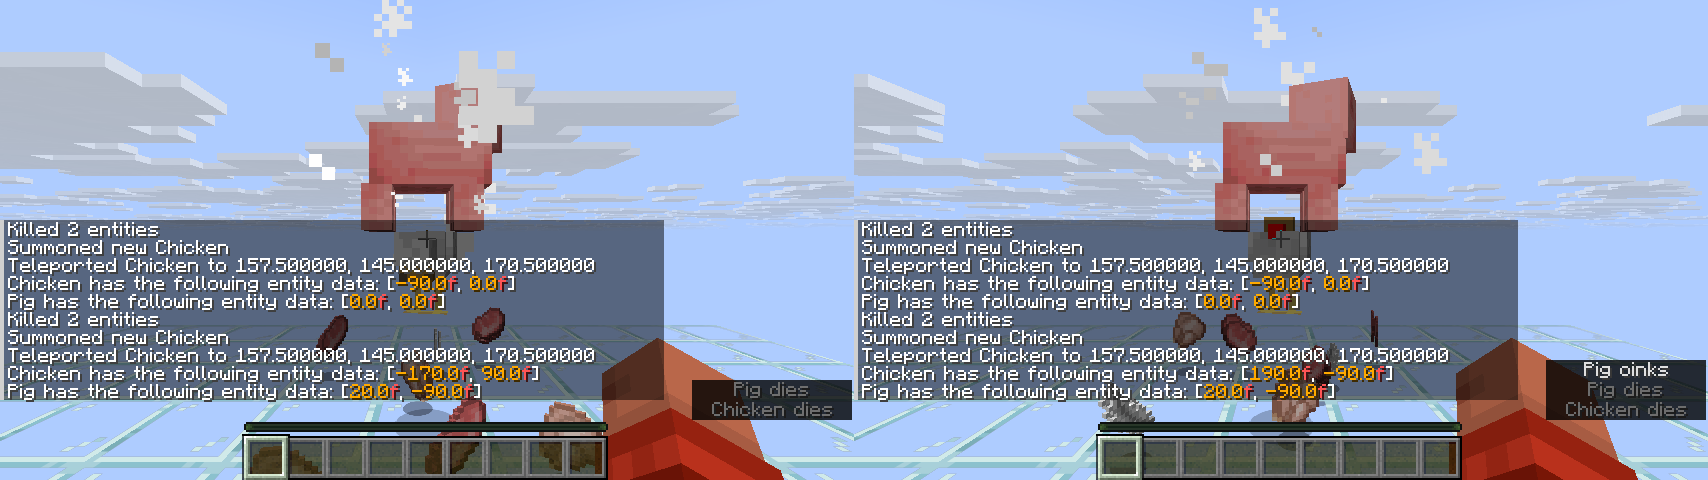 Killed 2 entities
Summoned new Chicken
Teleported Chicken to 157.500000, 145.000000, 170.500000
Chicken has the following entity data: [-90.0f, 0.0f]
Pig has the following entity data: [0.0f, 0.0f]
Killed 2 entities
Summoned new Chicken
Teleported Chicken to 157.500000, 145.000000, 170.500000
Chicken has the following entity data: [-170.0f, 90.0f]
Pig has the following entity data: [20.0f, -90.0f]
Pig dies
Chicken dies
Killed 2 entities
Summoned new Chicken
Teleported Chicken to 157.500000, 145.000000, 170.500000
Chicken has the following entity data: [-90.0f, 0.0f]
Pig has the following entity data: [0.0f, 0.0f]
Killed 2 entities
Summoned new Chicken
Teleported Chicken to 157.500000, 145.000000, 170.500000
Chicken has the following entity data: [190.0f, -90.0f]
Pig has the following entity data: [20.0f, -90.0f]
Pig oinks
Pig dies
Chicken dies